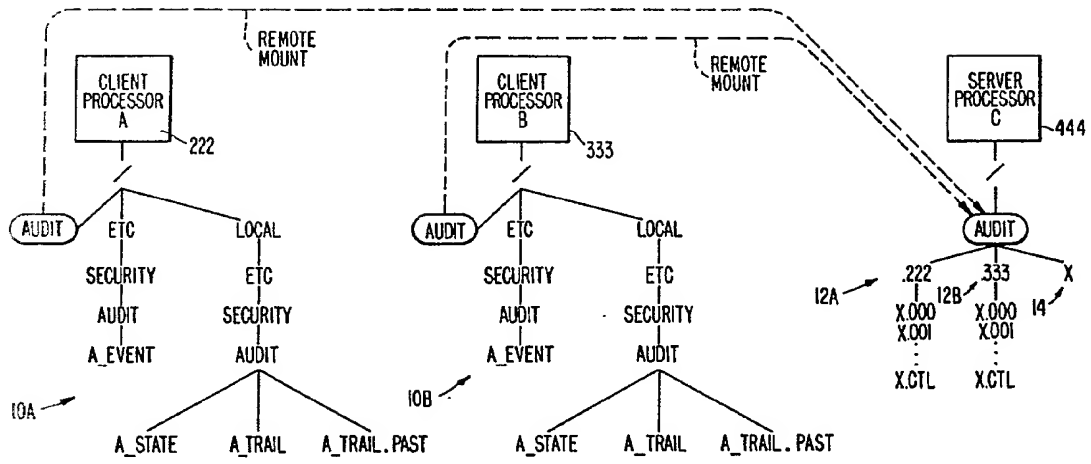 REMOTE
MOUNT
REMOTE
MOUNT
CLIENT
PROCESSOR
A
222
CLIENT
PROCESSOR
B
333
SERVER
PROCESSOR
C
444
/
/
/
AUDIT
ETC
LOCAL
AUDIT
ETC
LOCAL
AUDIT
SECURITY
ETC
SECURITY
ETC
12A
.222
12B
.333
X
14
AUDIT
SECURITY
AUDIT
SECURITY
X.000
X.001
X.000
X.001
A_EVENT
AUDIT
A_EVENT
AUDIT
X.CTL
X.CTL
10A
10B
A_STATE
A_TRAIL
A_TRAIL.PAST
A_STATE
A_TRAIL
A_TRAIL.PAST